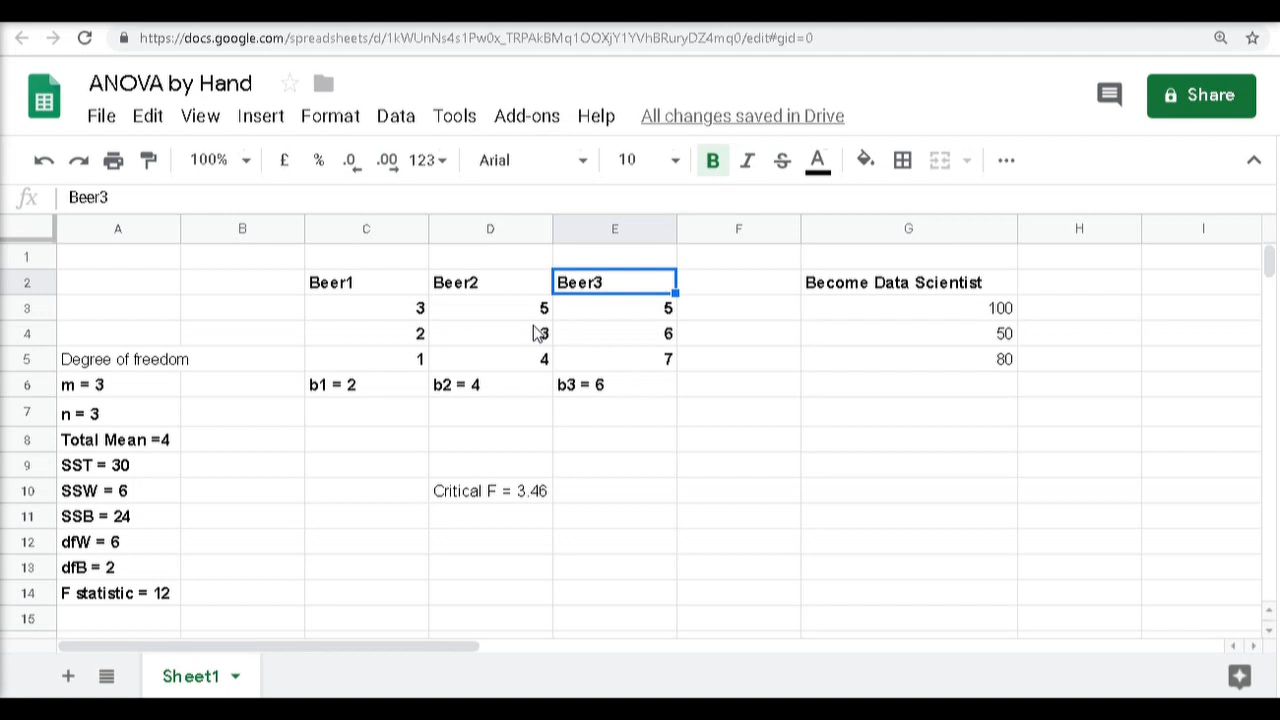 https://docs.google.com/spreadsheets/d/1kWUnNs4s1Pw0x_TRPAkBMq1OOXjY1YVhBRuryDZ4mq0/edit#gid=0
ANOVA by Hand
File Edit View Insert Format Data Tools Add-ons Help All changes saved in Drive
Share
100% £ % .0 .00 123 Arial 10 B I S A
fx Beer3
A B C D E F G H I
1
2 Beer1 Beer2 Beer3 Become Data Scientist
3 3 5 5 100
4 2 3 6 50
5 Degree of freedom 1 4 7 80
6 m = 3 b1 = 2 b2 = 4 b3 = 6
7 n = 3
8 Total Mean =4
9 SST = 30
10 SSW = 6 Critical F = 3.46
11 SSB = 24
12 dfW = 6
13 dfB = 2
14 F statistic = 12
15
Sheet1